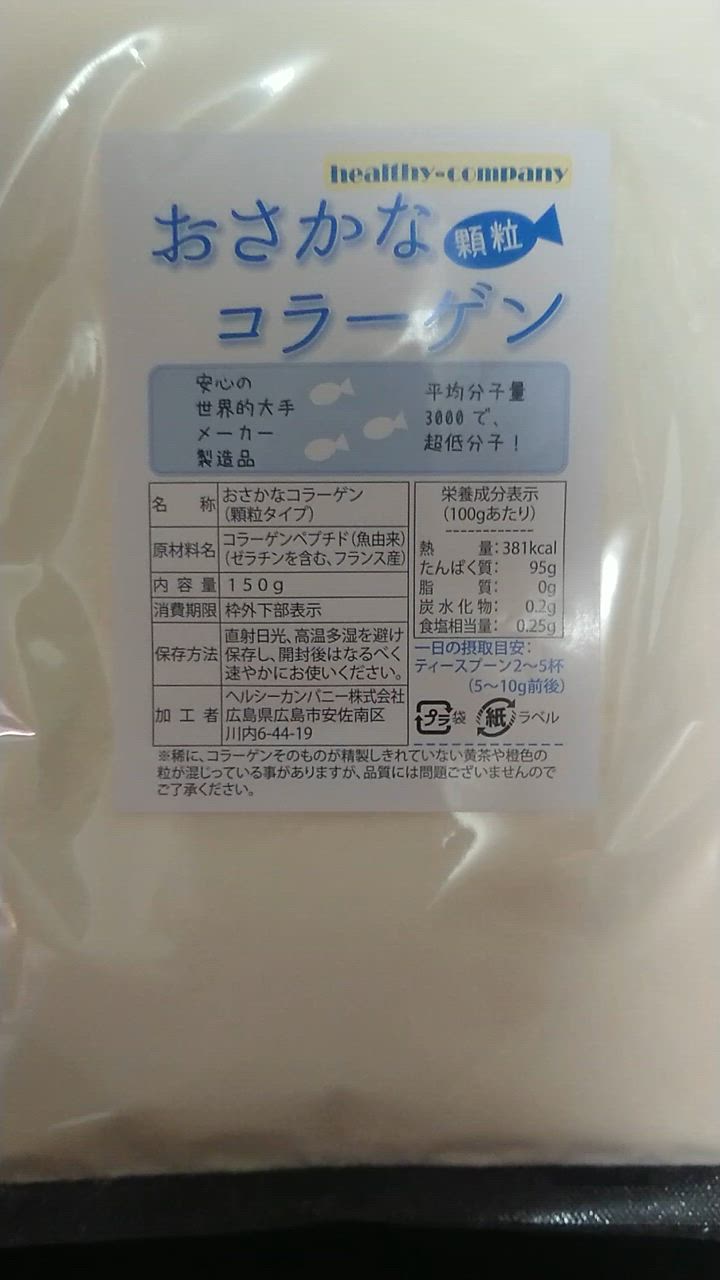 healthy-company
おさかな 顆粒
コラーゲン
安心の
世界的大手
メーカー
製造品
平均分子量
3000で、
超低分子！
名称 おさかなコラーゲン
(顆粒タイプ)
原材料名 コラーゲンペプチド(魚由来)
(ゼラチンを含む、フランス産)
内容量 150g
消費期限 枠外下部表示
保存方法 直射日光、高温多湿を避け
保存し、開封後はなるべく
速やかにお使いください。
加工者 ヘルシーカンパニー株式会社
広島県広島市安佐南区
川内6-44-19
栄養成分表示
(100gあたり)
熱量：381kcal
たんぱく質：95g
脂質：0g
炭水化物：0.2g
食塩相当量：0.25g
一日の摂取目安：
ティースプーン2～5杯
(5～10g前後)
プラ 袋 紙 ラベル
※稀に、コラーゲンそのものが精製しきれていない黄茶や橙色の
粒が混じっている事がありますが、品質には問題ございませんので
ご了承ください。